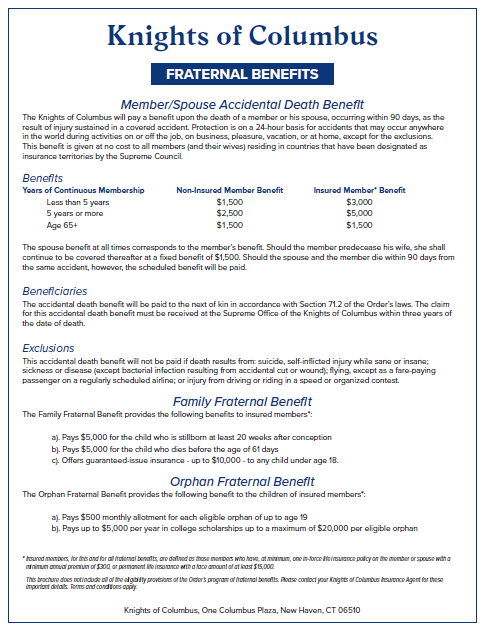 Knights of Columbus
FRATERNAL BENEFITS
Member/Spouse Accidental Death Benefit
The Knights of Columbus will pay a benefit upon the death of a member or his spouse, occurring within 90 days, as the
result of injury sustained in a covered accident. Protection is on a 24-hour basis for accidents that may occur anywhere
in the world during activities on or off the job, on business, pleasure, vacation, or at home, except for the exclusions.
This benefit is given at no cost to all members (and their wives) residing in countries that have been designated as
insurance territories by the Supreme Council.
Benefits
Years of Continuous Membership Non-Insured Member Benefit Insured Member* Benefit
Less than 5 years $1,500 $3,000
5 years or more $2,500 $5,000
Age 65+ $1,500 $1,500
The spouse benefit at all times corresponds to the member's benefit. Should the member predecease his wife, she shall
continue to be covered thereafter at a fixed benefit of $1,500. Should the spouse and the member die within 90 days from
the same accident, however, the scheduled benefit will be paid.
Beneficiaries
The accidental death benefit will be paid to the next of kin in accordance with Section 71.2 of the Order's laws. The claim
for this accidental death benefit must be received at the Supreme Office of the Knights of Columbus within three years of
the date of death.
Exclusions
This accidental death benefit will not be paid if death results from: suicide, self-inflicted injury while sane or insane;
sickness or disease (except bacterial infection resulting from accidental cut or wound); flying, except as a fare-paying
passenger on a regularly scheduled airline; or injury from driving or riding in a speed or organized contest.
Family Fraternal Benefit
The Family Fraternal Benefit provides the following benefits to insured members*:
a). Pays $5,000 for the child who is stillborn at least 20 weeks after conception
b). Pays $5,000 for the child who dies before the age of 61 days
c). Offers guaranteed-issue insurance - up to $10,000 - to any child under age 18.
Orphan Fraternal Benefit
The Orphan Fraternal Benefit provides the following benefit to the children of insured members*:
a). Pays $500 monthly allotment for each eligible orphan of up to age 19
b). Pays up to $5,000 per year in college scholarships up to a maximum of $20,000 per eligible orphan
* Insured members, for this and for all fraternal benefits, are defined as those members who have, at minimum, one in-force life insurance policy on the member or spouse with a
minimum annual premium of $300, or permanent life insurance with a face amount of at least $15,000.
This brochure does not include all of the eligibility provisions of the Order's program of fraternal benefits. Please contact your Knights of Columbus Insurance Agent for these
important details. Terms and conditions apply.
Knights of Columbus, One Columbus Plaza, New Haven, CT 06510